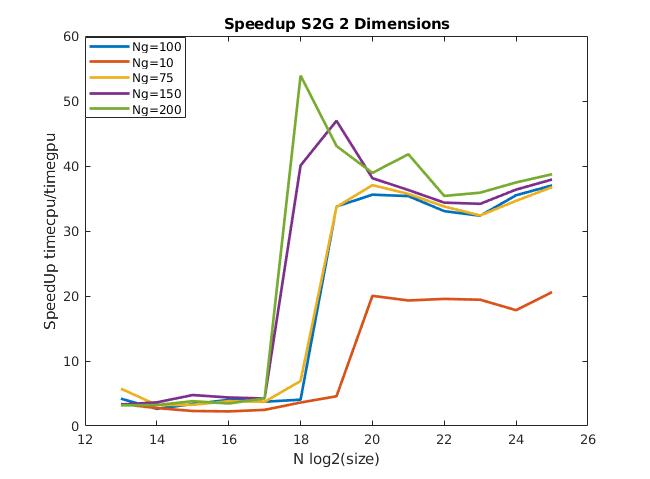 Speedup S2G 2 Dimensions
60
50
40
30
20
10
0
Ng=100
Ng=10
Ng=75
Ng=150
Ng=200
SpeedUp timecpu/timegpu
12 14 16 18 20 22 24 26
N log2(size)